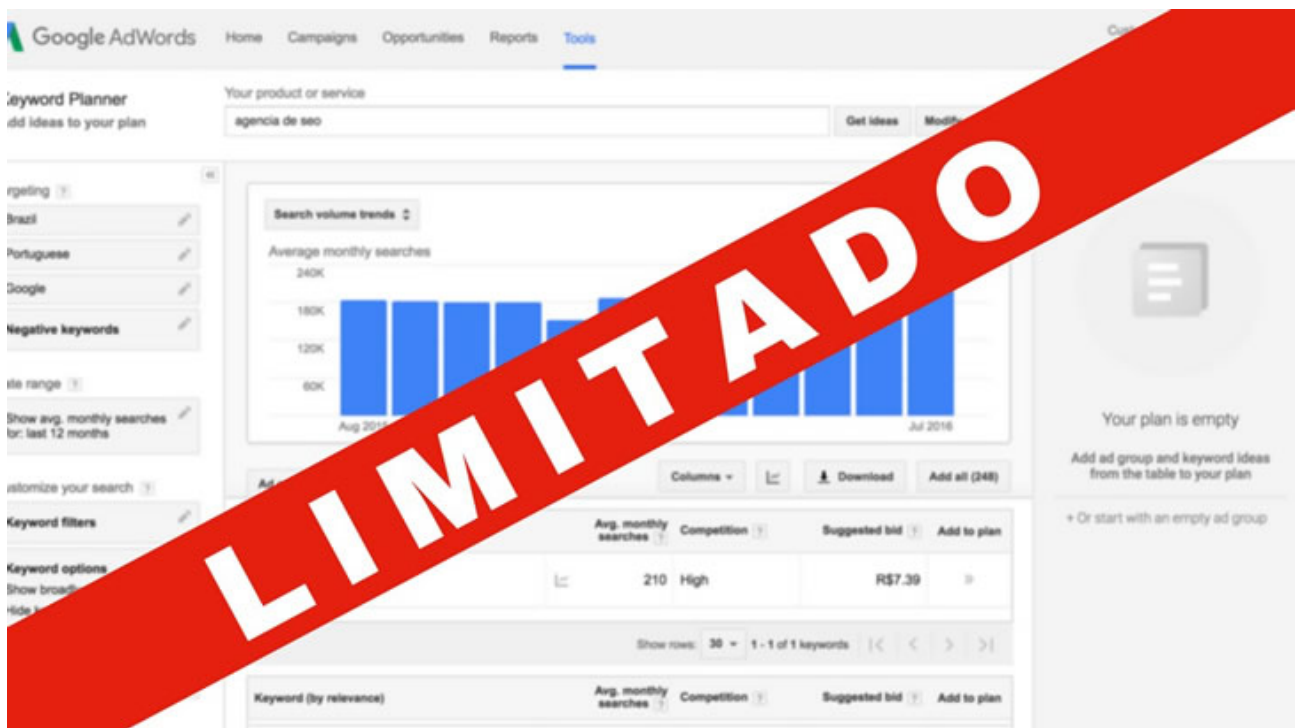 Google AdWords
Home Campaigns Opportunities Reports Tools
Keyword Planner
Add ideas to your plan
Your product or service
agencia de seo
Get ideas
?
Brazil
Portuguese
Google
Negative keywords
range ?
Show avg. monthly searches
for: last 12 months
your search ?
Keyword filters
Keyword options
Show
Search volume trends
Average monthly searches
240K
180K
120K
60K
Aug
Jul 2016
LIMITADO
Columns
Download
Add all (248)
Avg. monthly
searches ?
Competition ?
Suggested bid ?
Add to plan
210 High R$7.39
Show rows: 30 1 - 1 of 1 keywords
Keyword (by relevance)
Avg. monthly
searches ?
Competition ?
Suggested bid ?
Add to plan
Your plan is empty
Add ad group and keyword ideas
from the table to your plan
+ Or start with an empty ad group